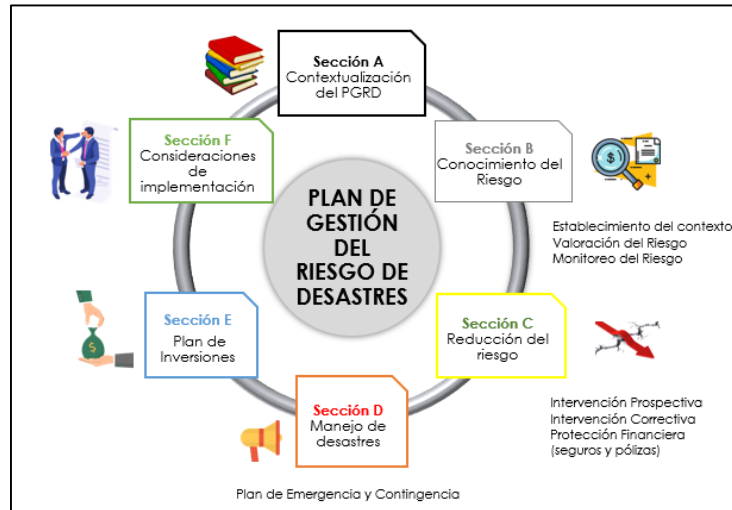 Sección A
Contextualización
del PGRD
Sección B
Conocimiento del
Riesgo
Establecimiento del contexto
Valoración del Riesgo
Monitoreo del Riesgo
Sección C
Reducción del
riesgo
Intervención Prospectiva
Intervención Correctiva
Protección Financiera
(seguros y pólizas)
Sección D
Manejo de
desastres
Plan de Emergencia y Contingencia
Sección E
Plan de
Inversiones
Sección F
Consideraciones
de
implementación
PLAN DE
GESTIÓN
DEL
RIESGO DE
DESASTRES